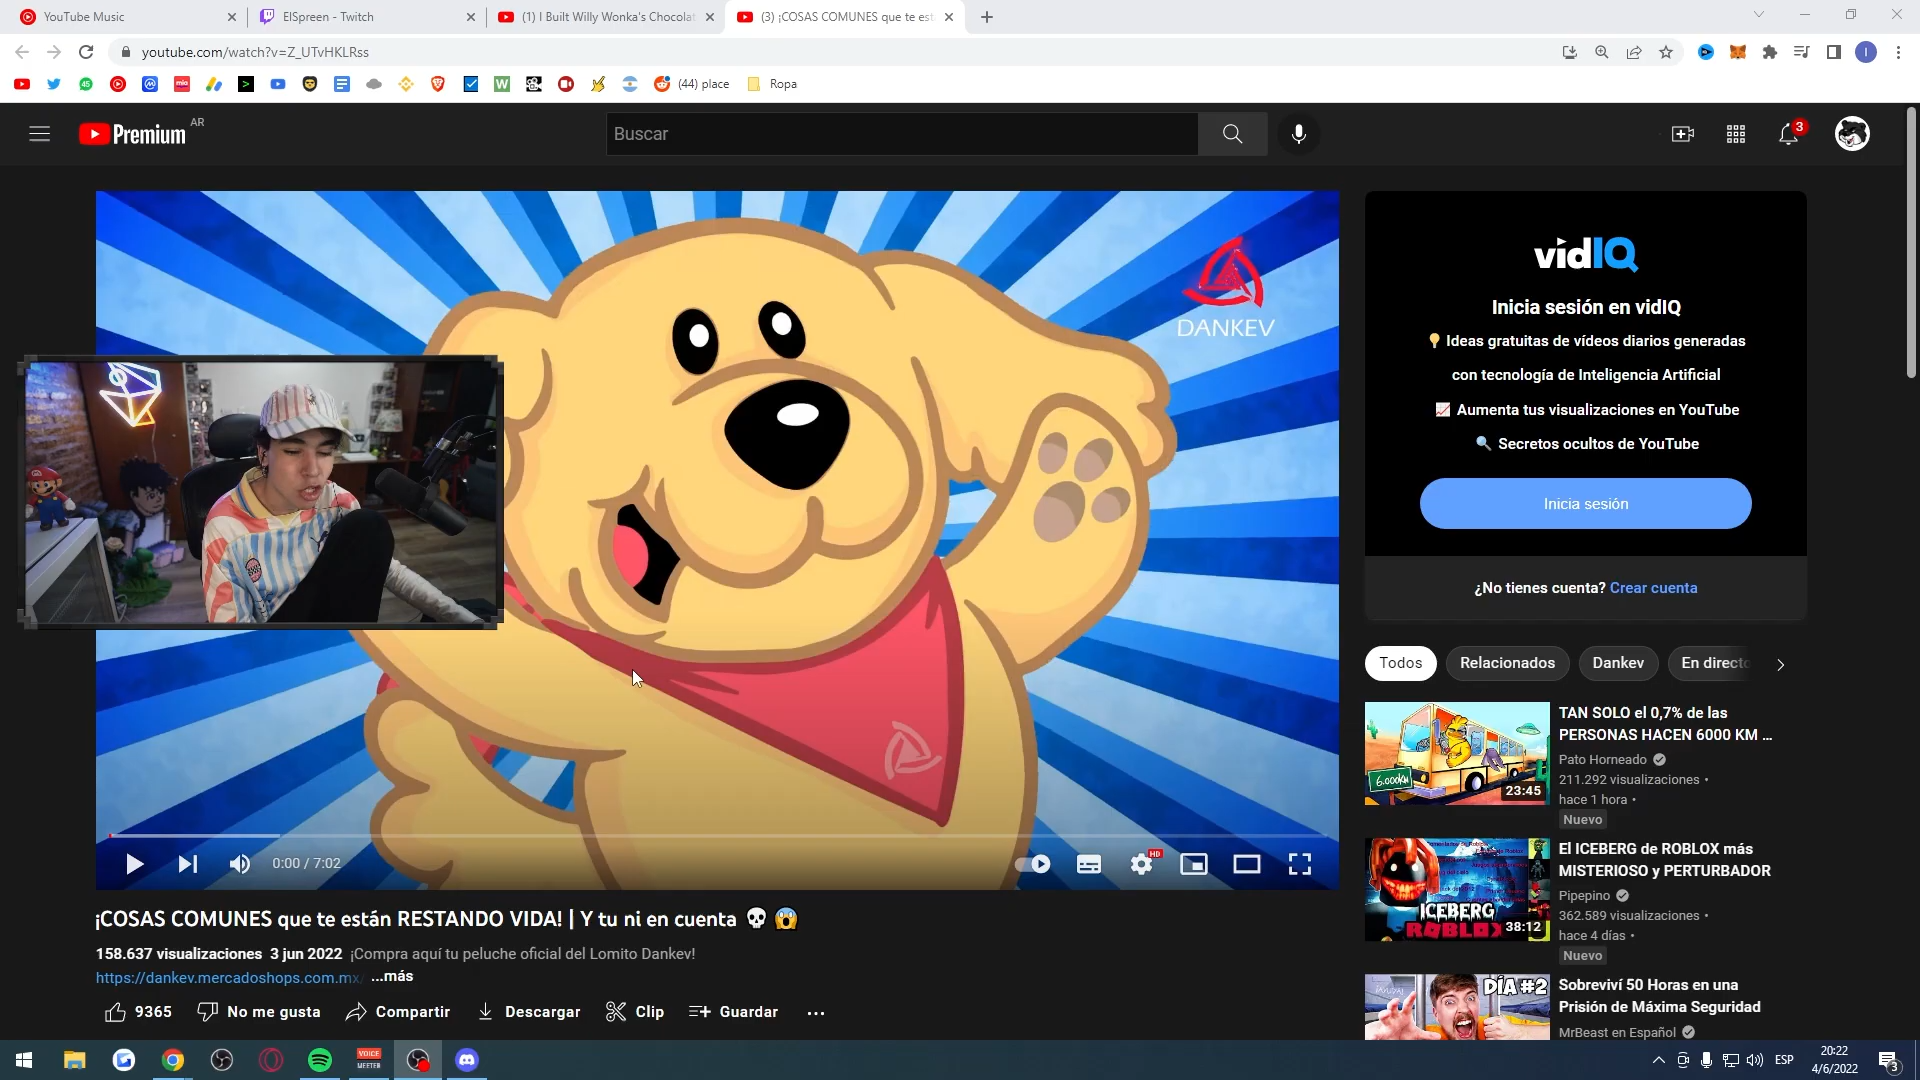 YouTube Music
ElSpreen - Twitch
(1) I Built Willy Wonka's Chocolat
(3) ¡COSAS COMUNES que te est
youtube.com/watch?v=Z_UTvHKLRss
(44) place
Ropa
Premium
AR
Buscar
3
DANKEV
vidIQ
Inicia sesión en vidIQ
Ideas gratuitas de vídeos diarios generadas
con tecnología de Inteligencia Artificial
Aumenta tus visualizaciones en YouTube
Secretos ocultos de YouTube
Inicia sesión
¿No tienes cuenta? Crear cuenta
Todos
Relacionados
Dankev
En directo
6.000KM
23:45
TAN SOLO el 0,7% de las
PERSONAS HACEN 6000 KM ...
Pato Horneado
211.292 visualizaciones •
hace 1 hora •
Nuevo
ICEBERG
ROBLOX
38:12
El ICEBERG de ROBLOX más
MISTERIOSO y PERTURBADOR
Pipepino
362.589 visualizaciones •
hace 4 días •
Nuevo
DÍA #2
Sobreviví 50 Horas en una
Prisión de Máxima Seguridad
MrBeast en Español
0:00 / 7:02
HD
¡COSAS COMUNES que te están RESTANDO VIDA! | Y tu ni en cuenta 💀 😱
158.637 visualizaciones 3 jun 2022 ¡Compra aquí tu peluche oficial del Lomito Dankev!
https://dankev.mercadoshops.com.mx/ ...más
9365
No me gusta
Compartir
Descargar
Clip
Guardar
...
VOICE
MEETER
ESP
20:22
4/6/2022
3